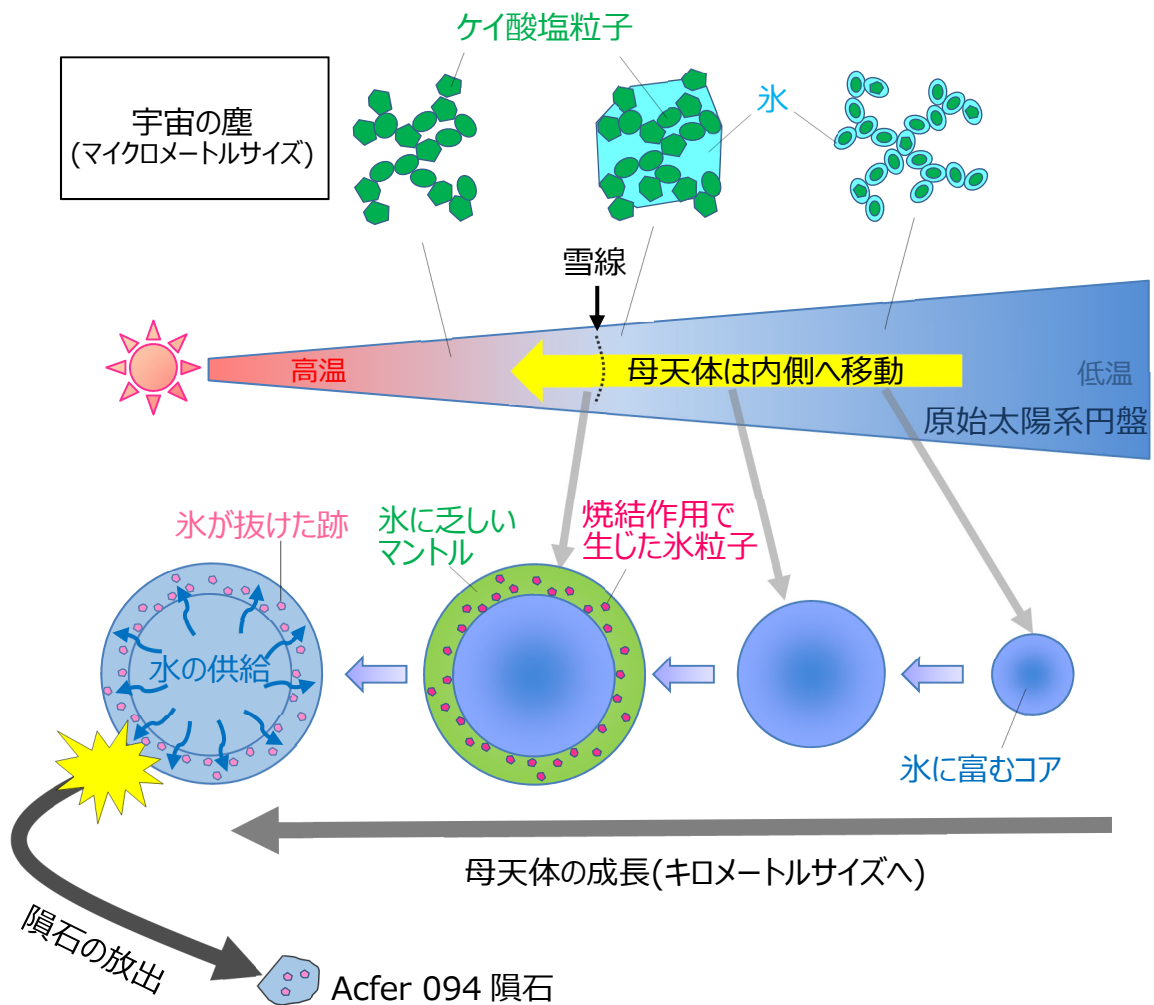 ケイ酸塩粒子
宇宙の塵
(マイクロメートルサイズ)
氷
雪線
高温
母天体は内側へ移動
低温
原始太陽系円盤
氷が抜けた跡
氷に乏しい
マントル
焼結作用で
生じた氷粒子
水の供給
氷に富むコア
母天体の成長(キロメートルサイズへ)
隕石の放出
Acfer 094 隕石